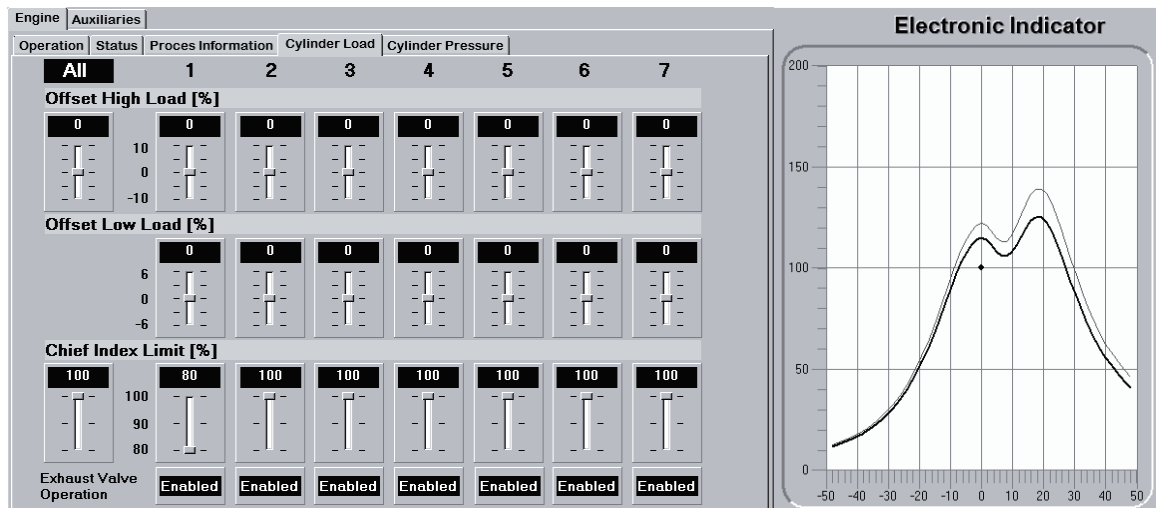 Engine Auxiliaries
Operation Status Proces Information Cylinder Load Cylinder Pressure
All 1 2 3 4 5 6 7
Offset High Load [%]
0 0 0 0 0 0 0 0
10
0
-10
Offset Low Load [%]
0 0 0 0 0 0 0
6
0
-6
Chief Index Limit [%]
100 80 100 100 100 100 100 100
100
90
80
Exhaust Valve
Operation
Enabled Enabled Enabled Enabled Enabled Enabled Enabled
Electronic Indicator
200
150
100
50
0
-50 -40 -30 -20 -10 0 10 20 30 40 50